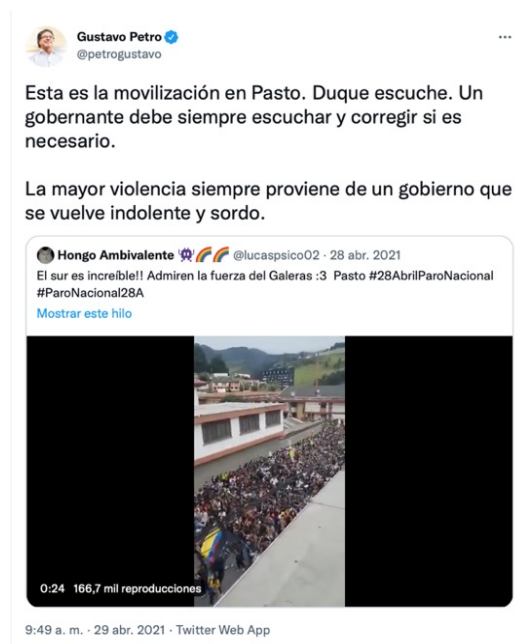 Gustavo Petro
@petrogustavo
Esta es la movilización en Pasto. Duque escuche. Un
gobernante debe siempre escuchar y corregir si es
necesario.
La mayor violencia siempre proviene de un gobierno que
se vuelve indolente y sordo.
Hongo Ambivalente @lucaspsico02 · 28 abr. 2021
El sur es increíble!! Admiren la fuerza del Galeras :3 Pasto #28AbrilParoNacional
#ParoNacional28A
Mostrar este hilo
0:24 166,7 mil reproducciones
9:49 a. m. · 29 abr. 2021 · Twitter Web App